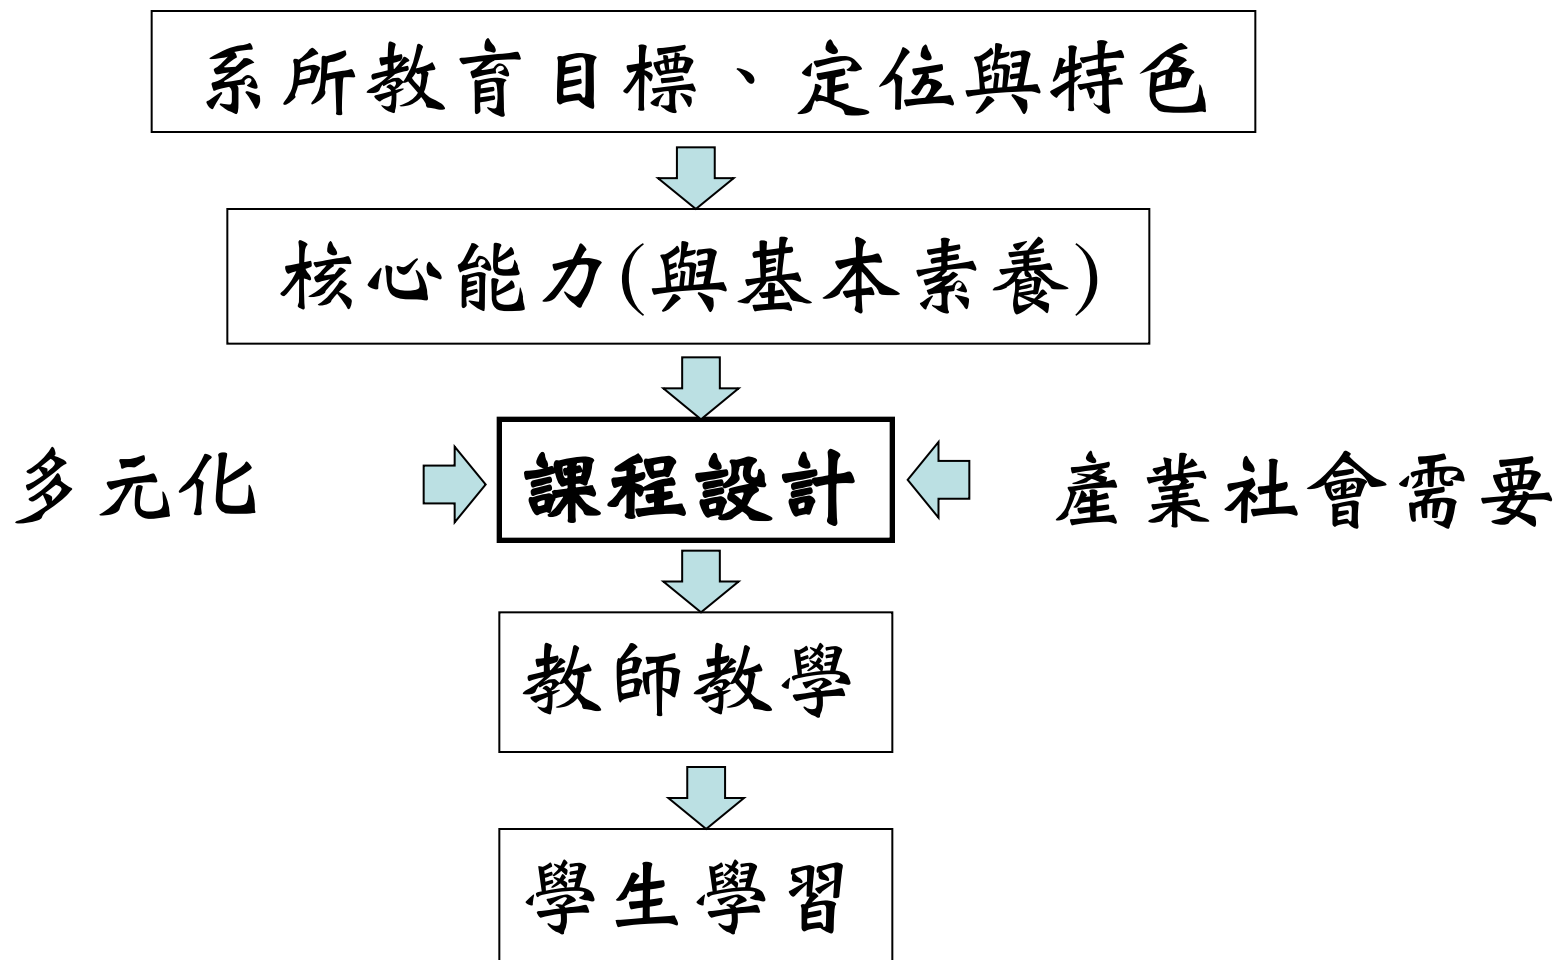 系所教育目標、定位與特色
核心能力(與基本素養)
多元化
課程設計
產業社會需要
教師教學
學生學習